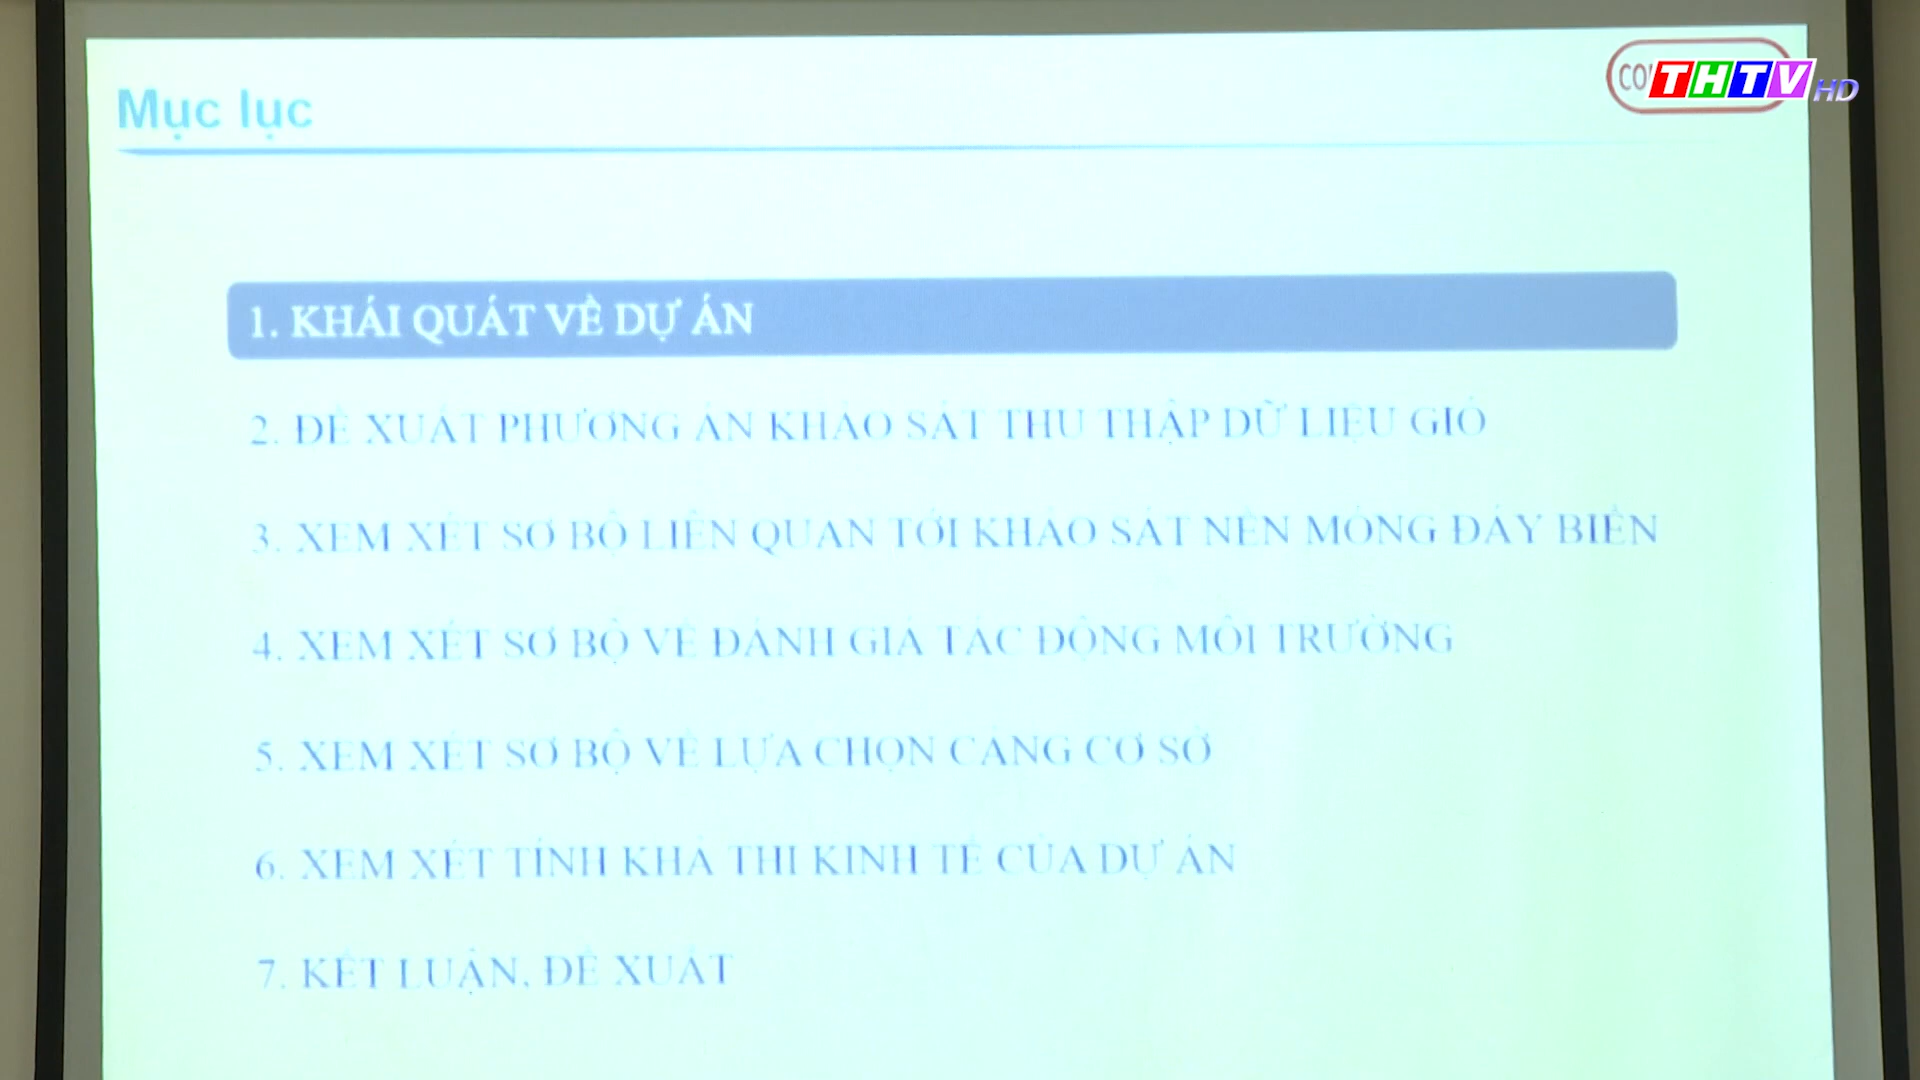 Mục lục
CO
THTV HD
1. KHÁI QUÁT VỀ DỰ ÁN
2. ĐỀ XUẤT PHƯƠNG ÁN KHẢO SÁT THU THẬP DỮ LIỆU GIÓ
3. XEM XÉT SƠ BỘ LIÊN QUAN TỚI KHẢO SÁT NỀN MÓNG ĐÁY BIỂN
4. XEM XÉT SƠ BỘ VỀ ĐÁNH GIÁ TÁC ĐỘNG MÔI TRƯỜNG
5. XEM XÉT SƠ BỘ VỀ LỰA CHỌN CẢNG CƠ SỞ
6. XEM XÉT TÍNH KHẢ THI KINH TẾ CỦA DỰ ÁN
7. KẾT LUẬN, ĐỀ XUẤT